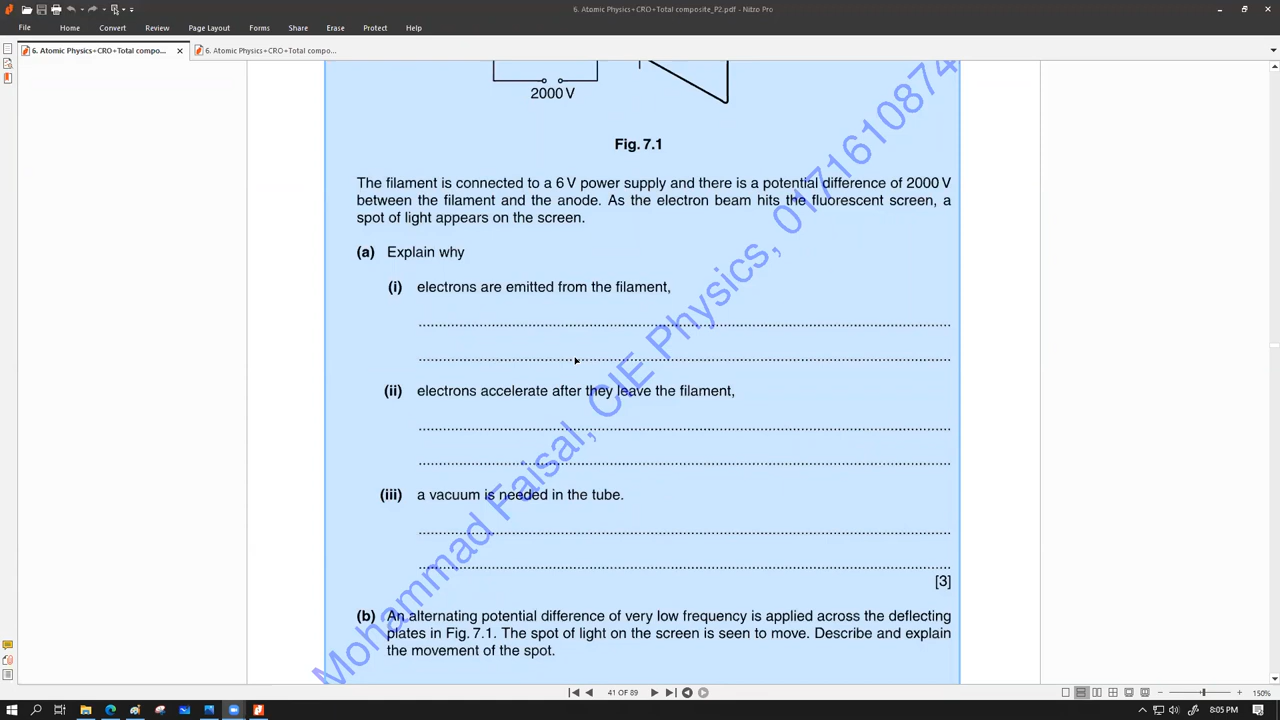 6. Atomic Physics+CRO+Total composite_P2.pdf - Nitro Pro
File Home Convert Review Page Layout Forms Share Erase Protect Help
6. Atomic Physics+CRO+Total compo... × 6. Atomic Physics+CRO+Total compo...
2000 V
Fig. 7.1
The filament is connected to a 6 V power supply and there is a potential difference of 2000 V
between the filament and the anode. As the electron beam hits the fluorescent screen, a
spot of light appears on the screen.
(a) Explain why
(i) electrons are emitted from the filament,
(ii) electrons accelerate after they leave the filament,
(iii) a vacuum is needed in the tube.
[3]
(b) An alternating potential difference of very low frequency is applied across the deflecting
plates in Fig. 7.1. The spot of light on the screen is seen to move. Describe and explain
the movement of the spot.
Mohammad Faisal, CIE Physics, 0171610874
41 OF 89
150%
8:05 PM